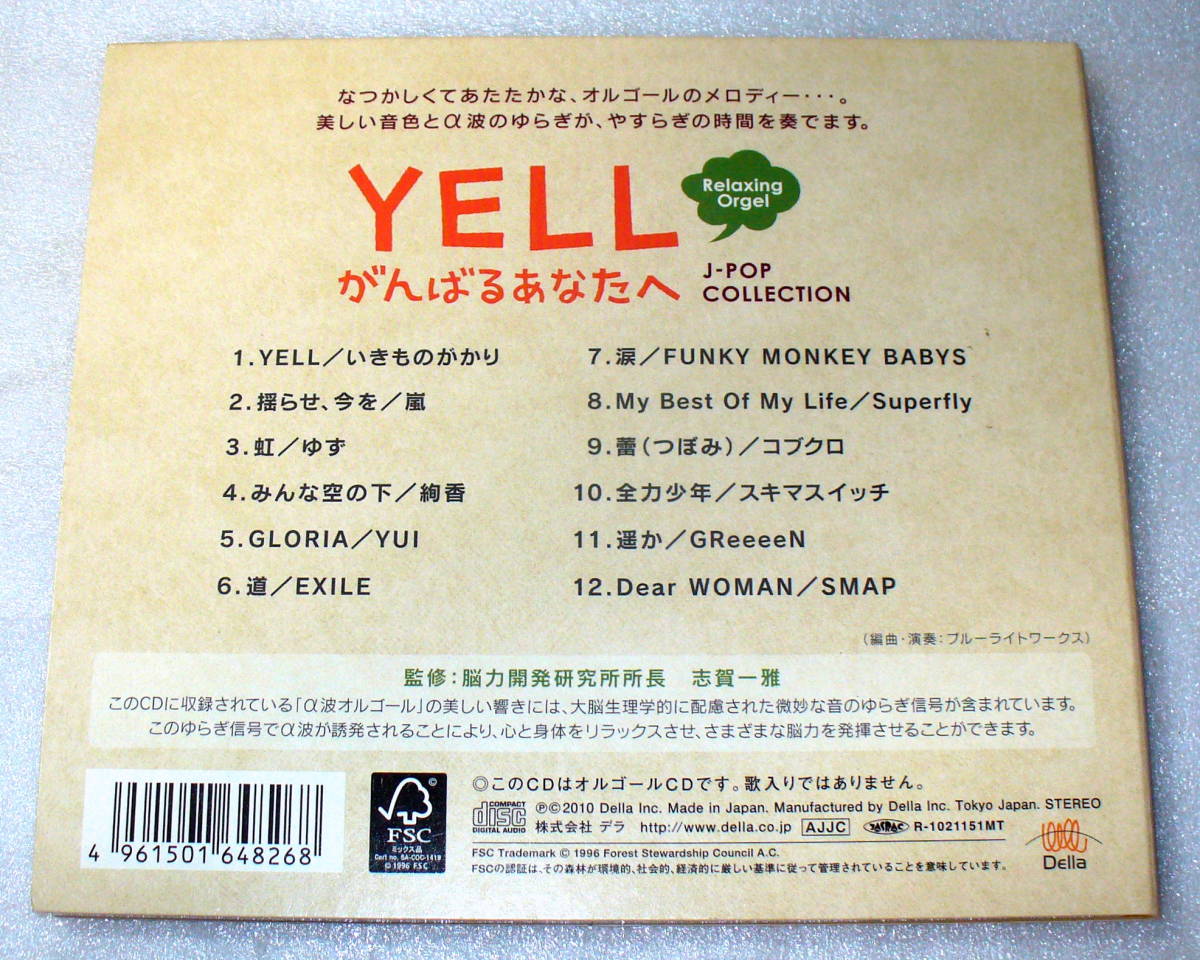 なつかしくてあたたかな、オルゴールのメロディー・・・。
美しい音色とα波のゆらぎが、やすらぎの時間を奏でます。
YELL
Relaxing
Orgel
がんばるあなたへ
J-POP
COLLECTION
1.YELL／いきものがかり
2.揺らせ、今を／嵐
3.虹／ゆず
4.みんな空の下／絢香
5.GLORIA／YUI
6.道／EXILE
7.涙／FUNKY MONKEY BABYS
8.My Best Of My Life／Superfly
9.蕾（つぼみ）／コブクロ
10.全力少年／スキマスイッチ
11.遥か／GReeeeN
12.Dear WOMAN／SMAP
（編曲・演奏：ブルーライトワークス）
監修：脳力開発研究所所長　志賀一雅
このCDに収録されている「α波オルゴール」の美しい響きには、大脳生理学的に配慮された微妙な音のゆらぎ信号が含まれています。
このゆらぎ信号でα波が誘発されることにより、心と身体をリラックスさせ、さまざまな脳力を発揮させることができます。
4 961501 648268
FSC
ミックス品
Cert no. SA-COC-1419
© 1996 FSC
◎このCDはオルゴールCDです。歌入りではありません。
COMPACT
disc
DIGITAL AUDIO
Ⓟ©2010 Della Inc. Made in Japan. Manufactured by Della Inc. Tokyo Japan. STEREO
株式会社 デラ http://www.della.co.jp AJJC JASRAC R-1021151MT
FSC Trademark © 1996 Forest Stewardship Council A.C.
FSCの認証は、その森林が環境的、社会的、経済的に厳しい基準に従って管理されていることを意味しています。
Della